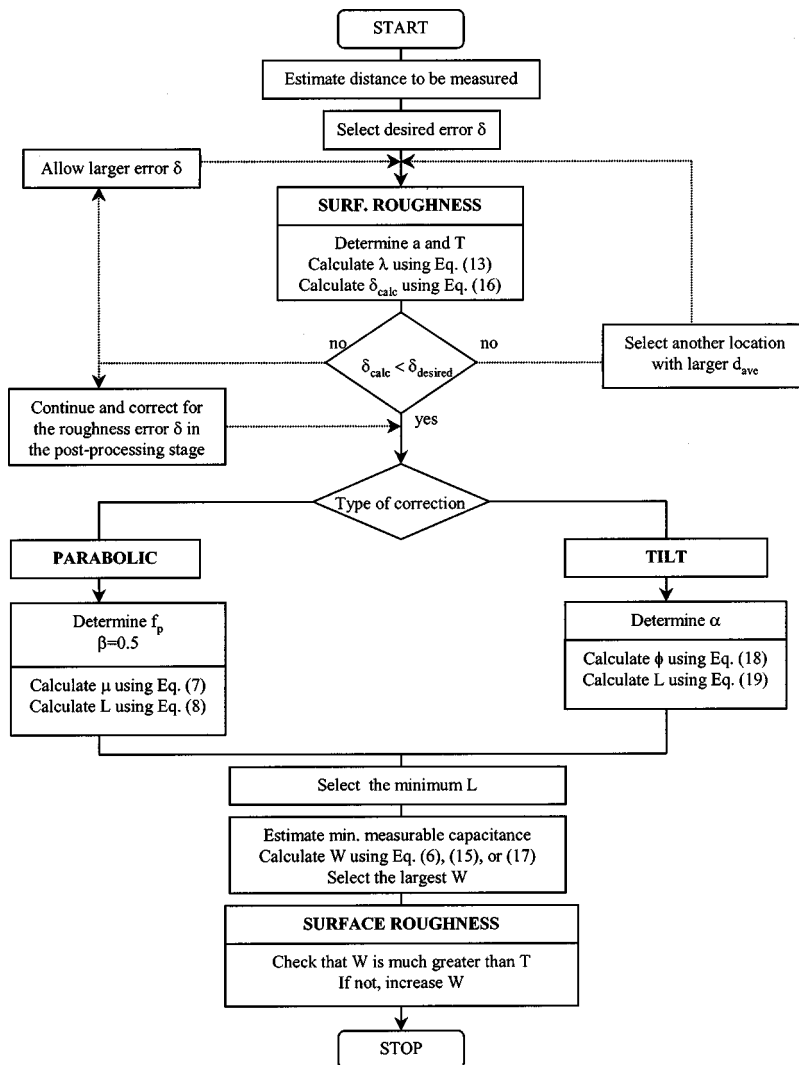 START
Estimate distance to be measured
Select desired error δ
Allow larger error δ
SURF. ROUGHNESS
Determine a and T
Calculate λ using Eq. (13)
Calculate δcalc using Eq. (16)
no
no
δcalc < δdesired
Select another location
with larger dave
Continue and correct for
the roughness error δ in
the post-processing stage
yes
Type of correction
PARABOLIC
TILT
Determine fp
β=0.5
Calculate μ using Eq. (7)
Calculate L using Eq. (8)
Determine α
Calculate ϕ using Eq. (18)
Calculate L using Eq. (19)
Select the minimum L
Estimate min. measurable capacitance
Calculate W using Eq. (6), (15), or (17)
Select the largest W
SURFACE ROUGHNESS
Check that W is much greater than T
If not, increase W
STOP